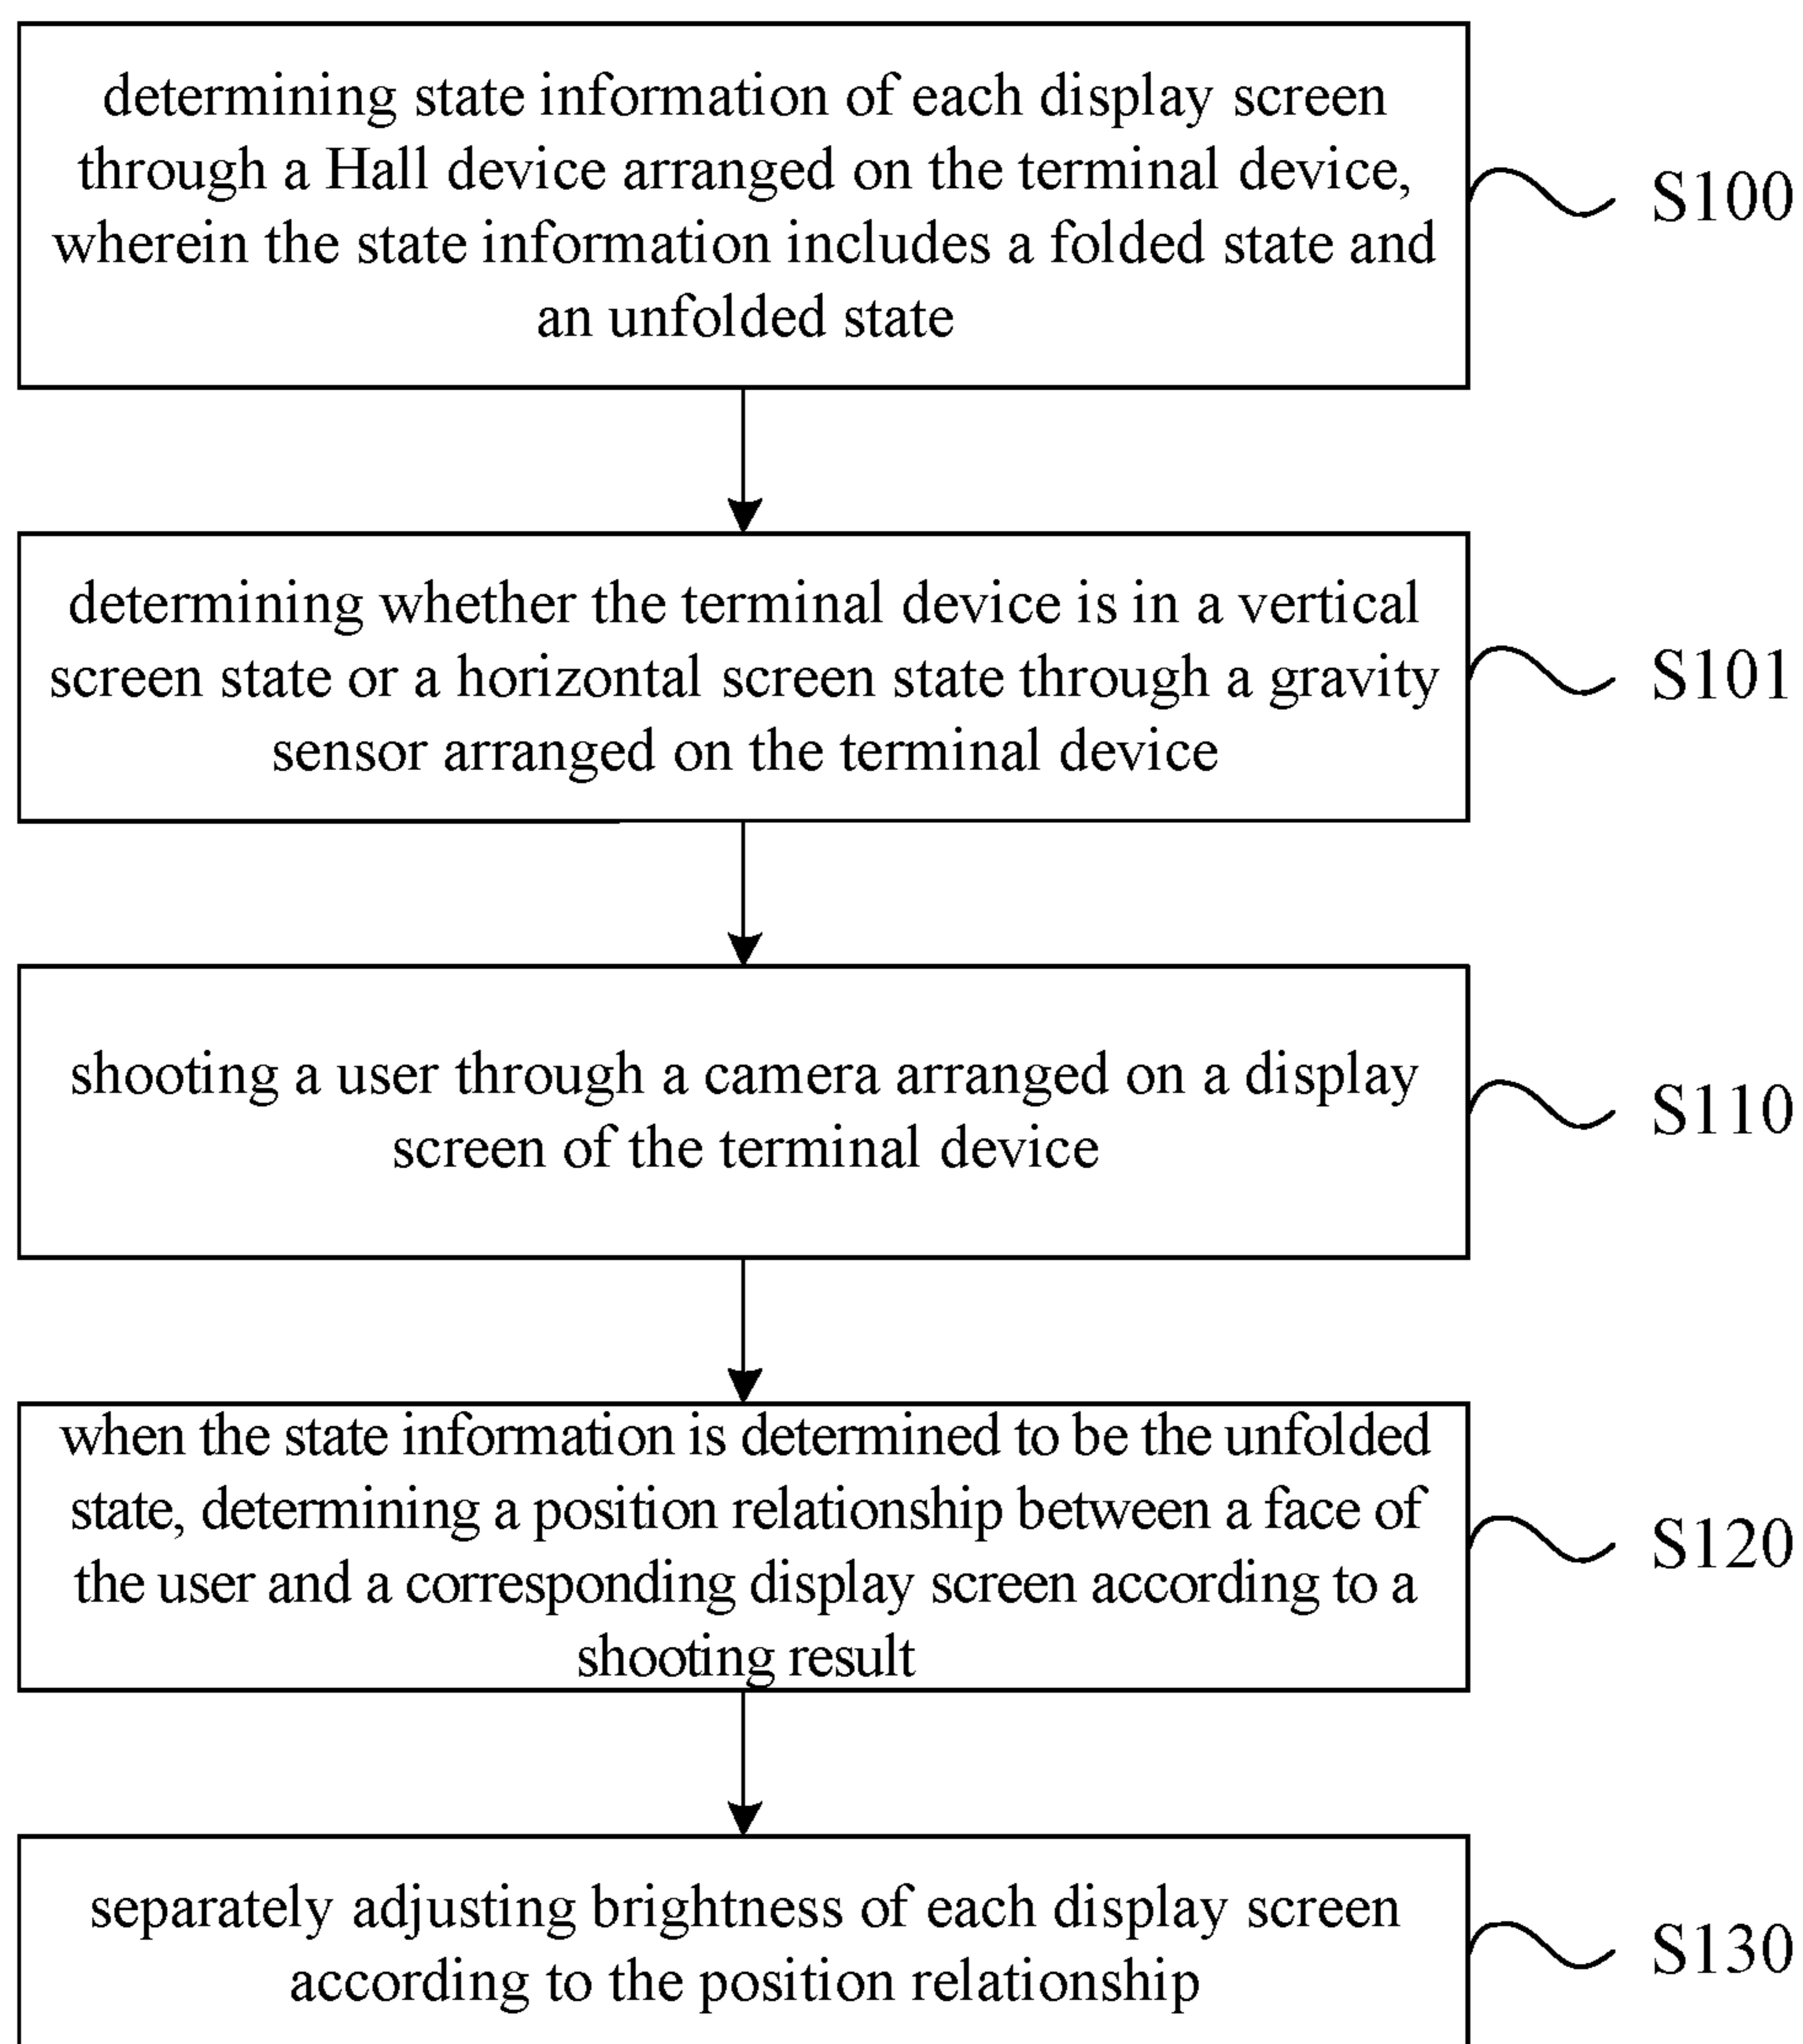 determining state information of each display screen
through a Hall device arranged on the terminal device,
wherein the state information includes a folded state and
an unfolded state
S100
determining whether the terminal device is in a vertical
screen state or a horizontal screen state through a gravity
sensor arranged on the terminal device
S101
shooting a user through a camera arranged on a display
screen of the terminal device
S110
when the state information is determined to be the unfolded
state, determining a position relationship between a face of
the user and a corresponding display screen according to a
shooting result
S120
separately adjusting brightness of each display screen
according to the position relationship
S130